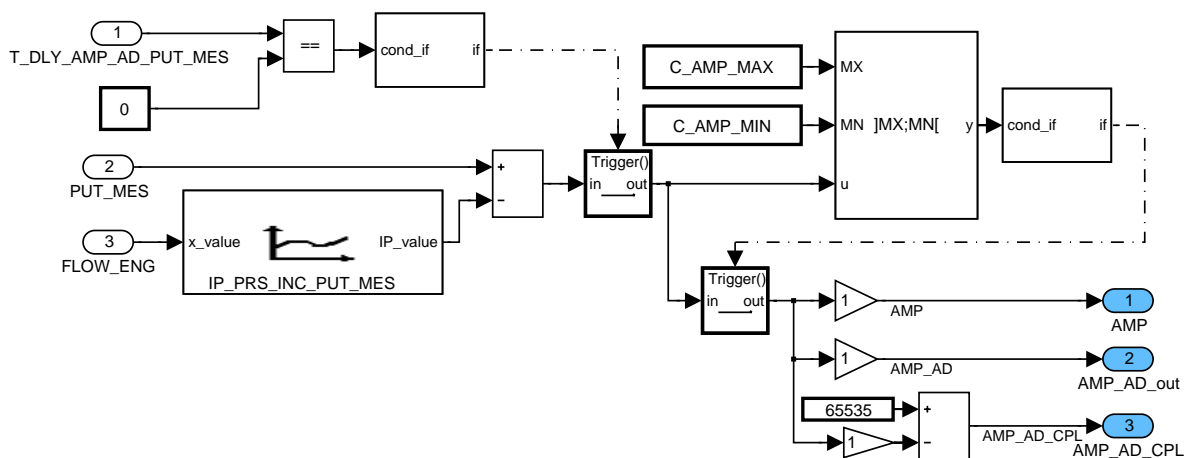 1
T_DLY_AMP_AD_PUT_MES
==
cond_if
if
0
C_AMP_MAX
C_AMP_MIN
MX
MN
]MX;MN[
y
u
cond_if
if
2
PUT_MES
+
−
Trigger()
in
out
3
FLOW_ENG
x_value
IP_value
IP_PRS_INC_PUT_MES
Trigger()
in
out
1
AMP
1
AMP
1
AMP_AD
2
AMP_AD_out
65535
1
+
−
AMP_AD_CPL
3
AMP_AD_CPL